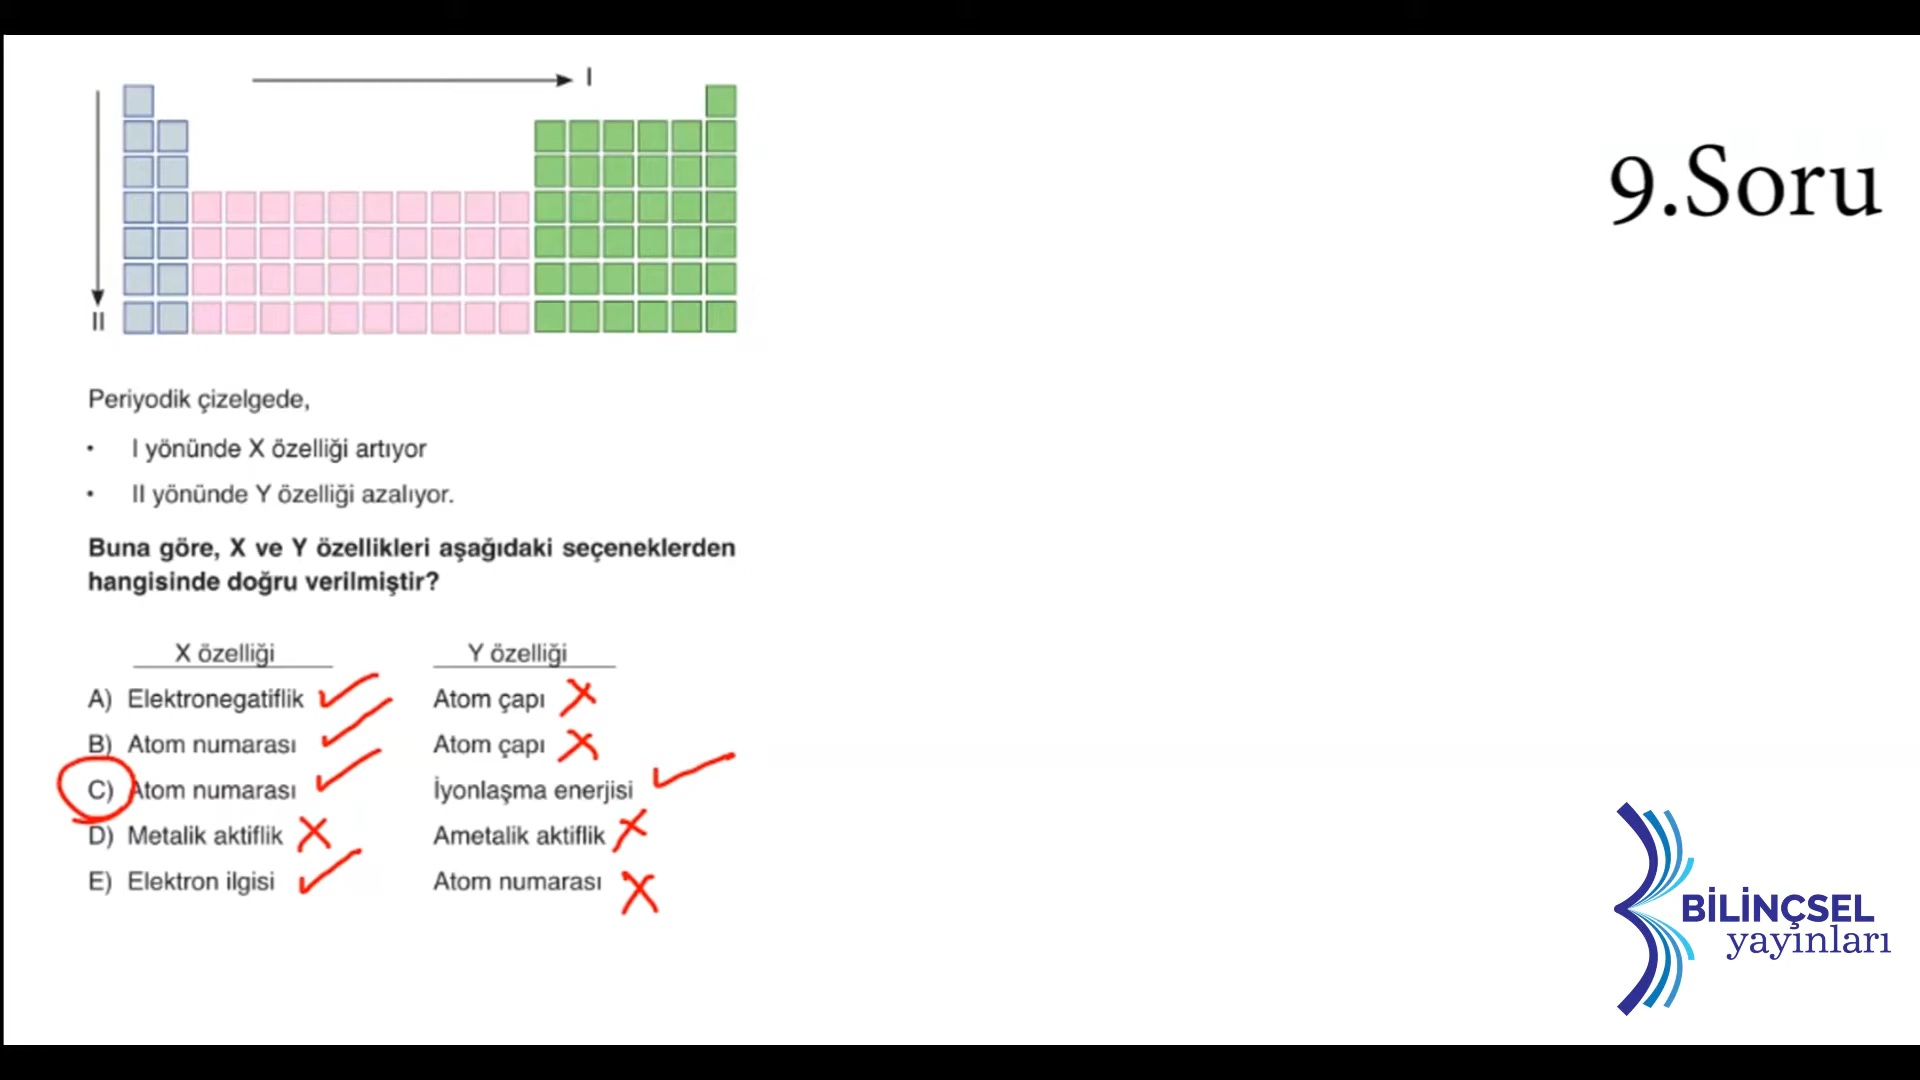 I
II
9.Soru
Periyodik çizelgede,
• I yönünde X özelliği artıyor
• II yönünde Y özelliği azalıyor.
Buna göre, X ve Y özellikleri aşağıdaki seçeneklerden
hangisinde doğru verilmiştir?
X özelliği Y özelliği
A) Elektronegatiflik Atom çapı
B) Atom numarası Atom çapı
C) Atom numarası İyonlaşma enerjisi
D) Metalik aktiflik Ametalik aktiflik
E) Elektron ilgisi Atom numarası
BİLİNÇSEL
yayınları